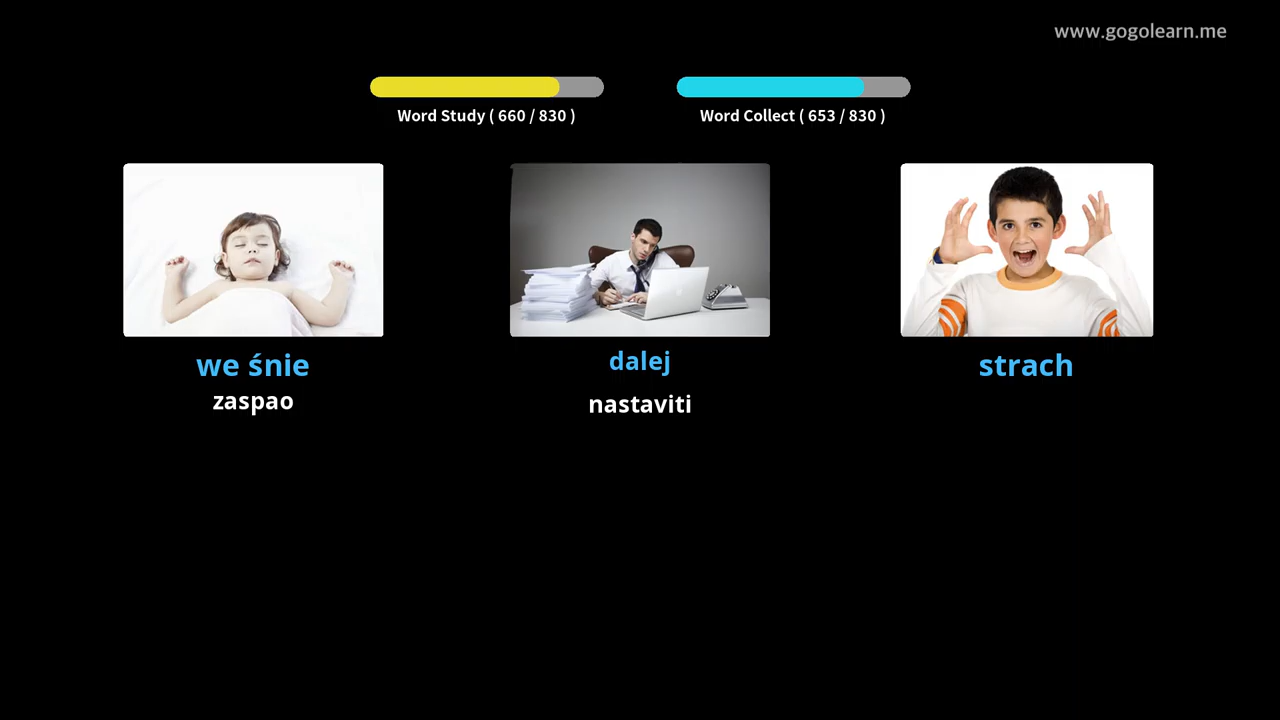 www.gogolearn.me
Word Study ( 660 / 830 )
Word Collect ( 653 / 830 )
we śnie
zaspao
dalej
nastaviti
strach